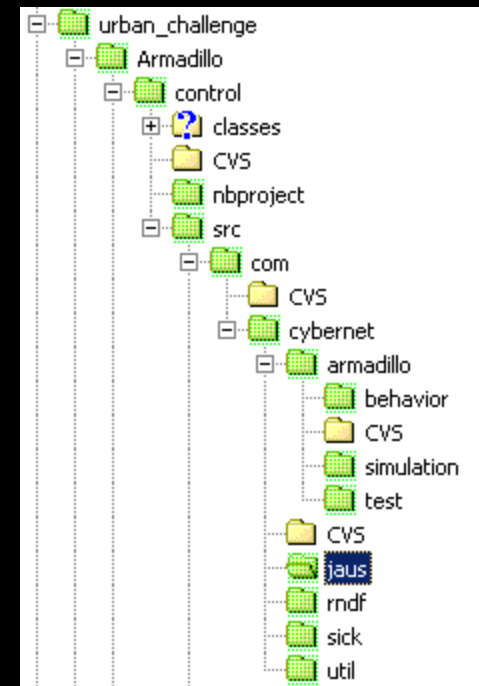 urban_challenge
Armadillo
control
classes
CVS
nbproject
src
com
CVS
cybernet
armadillo
behavior
CVS
simulation
test
CVS
jaus
rndf
sick
util